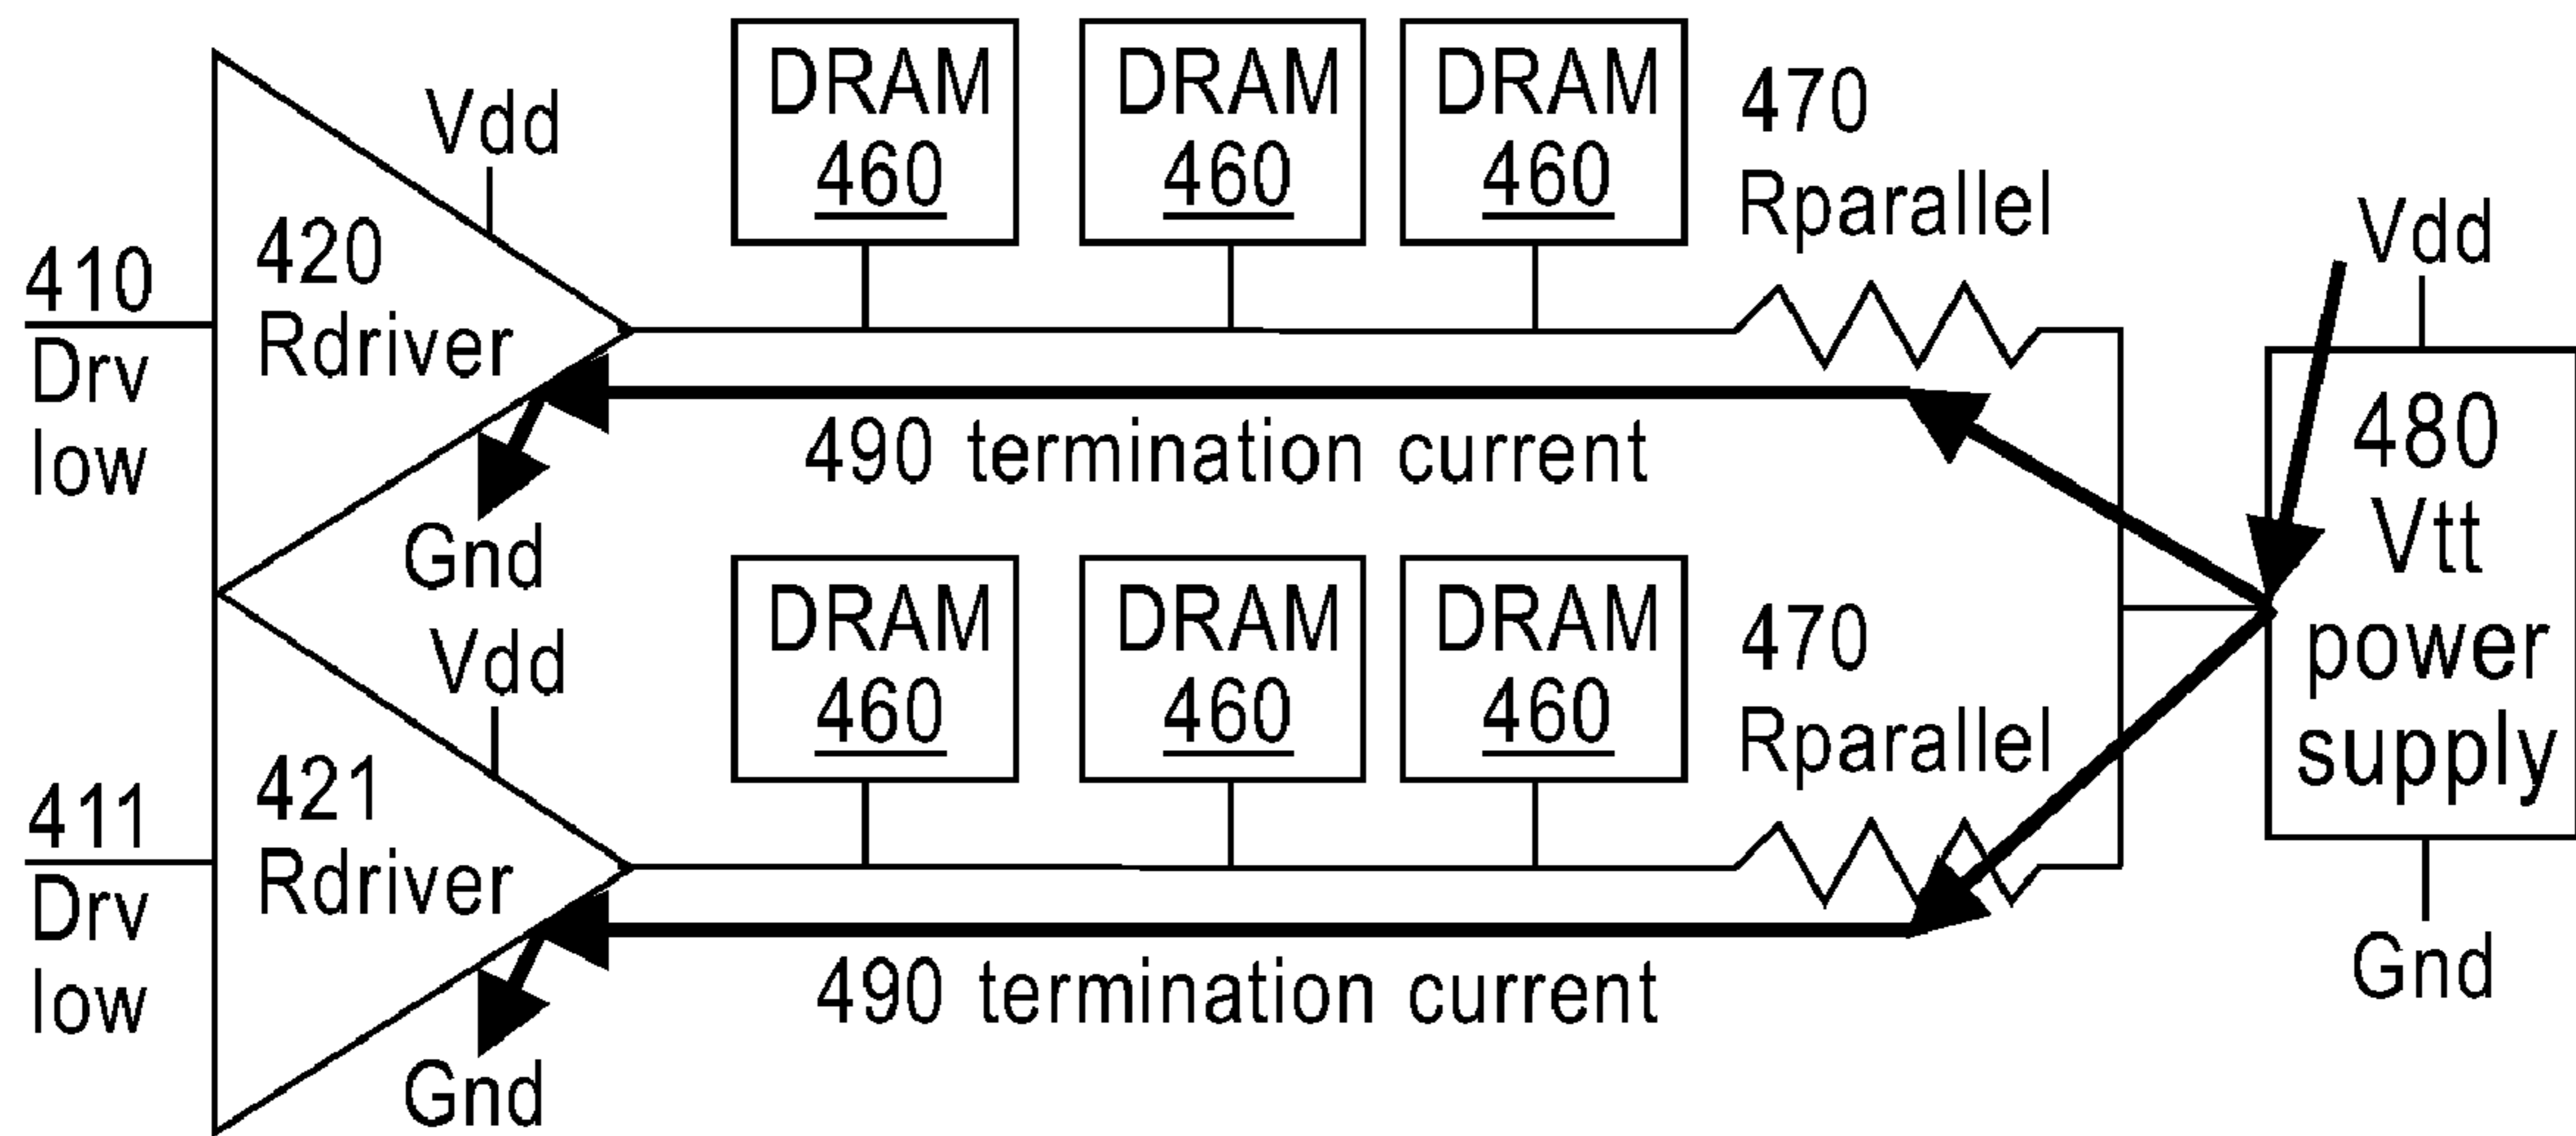 410
Drv
low
420
Rdriver
Vdd
Gnd
DRAM
460
DRAM
460
DRAM
460
470
Rparallel
490 termination current
411
Drv
low
421
Rdriver
Vdd
Gnd
DRAM
460
DRAM
460
DRAM
460
470
Rparallel
490 termination current
Vdd
480
Vtt
power
supply
Gnd